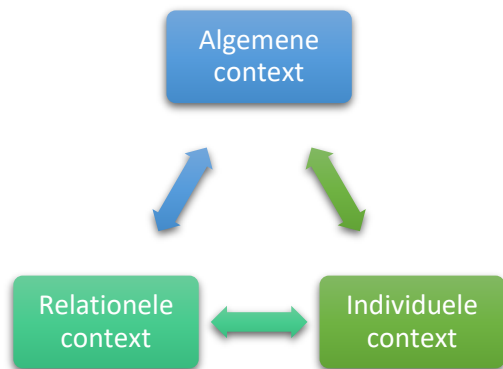 Algemene
context
Relationele
context
Individuele
context